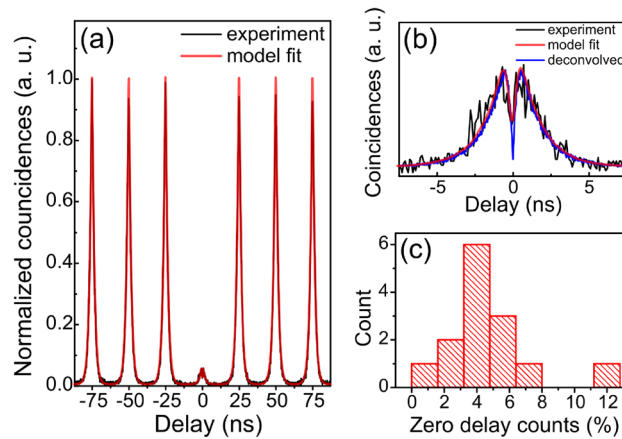 (a)
experiment
model fit
Normalized councidences (a. u.)
1.0
0.8
0.6
0.4
0.2
0.0
-75 -50 -25 0 25 50 75
Delay (ns)
(b)
experiment
model fit
deconvolved
Coincidences (a. u.)
-5 0 5
Delay (ns)
(c)
Count
6
4
2
0
0 2 4 6 8 10 12
Zero delay counts (%)